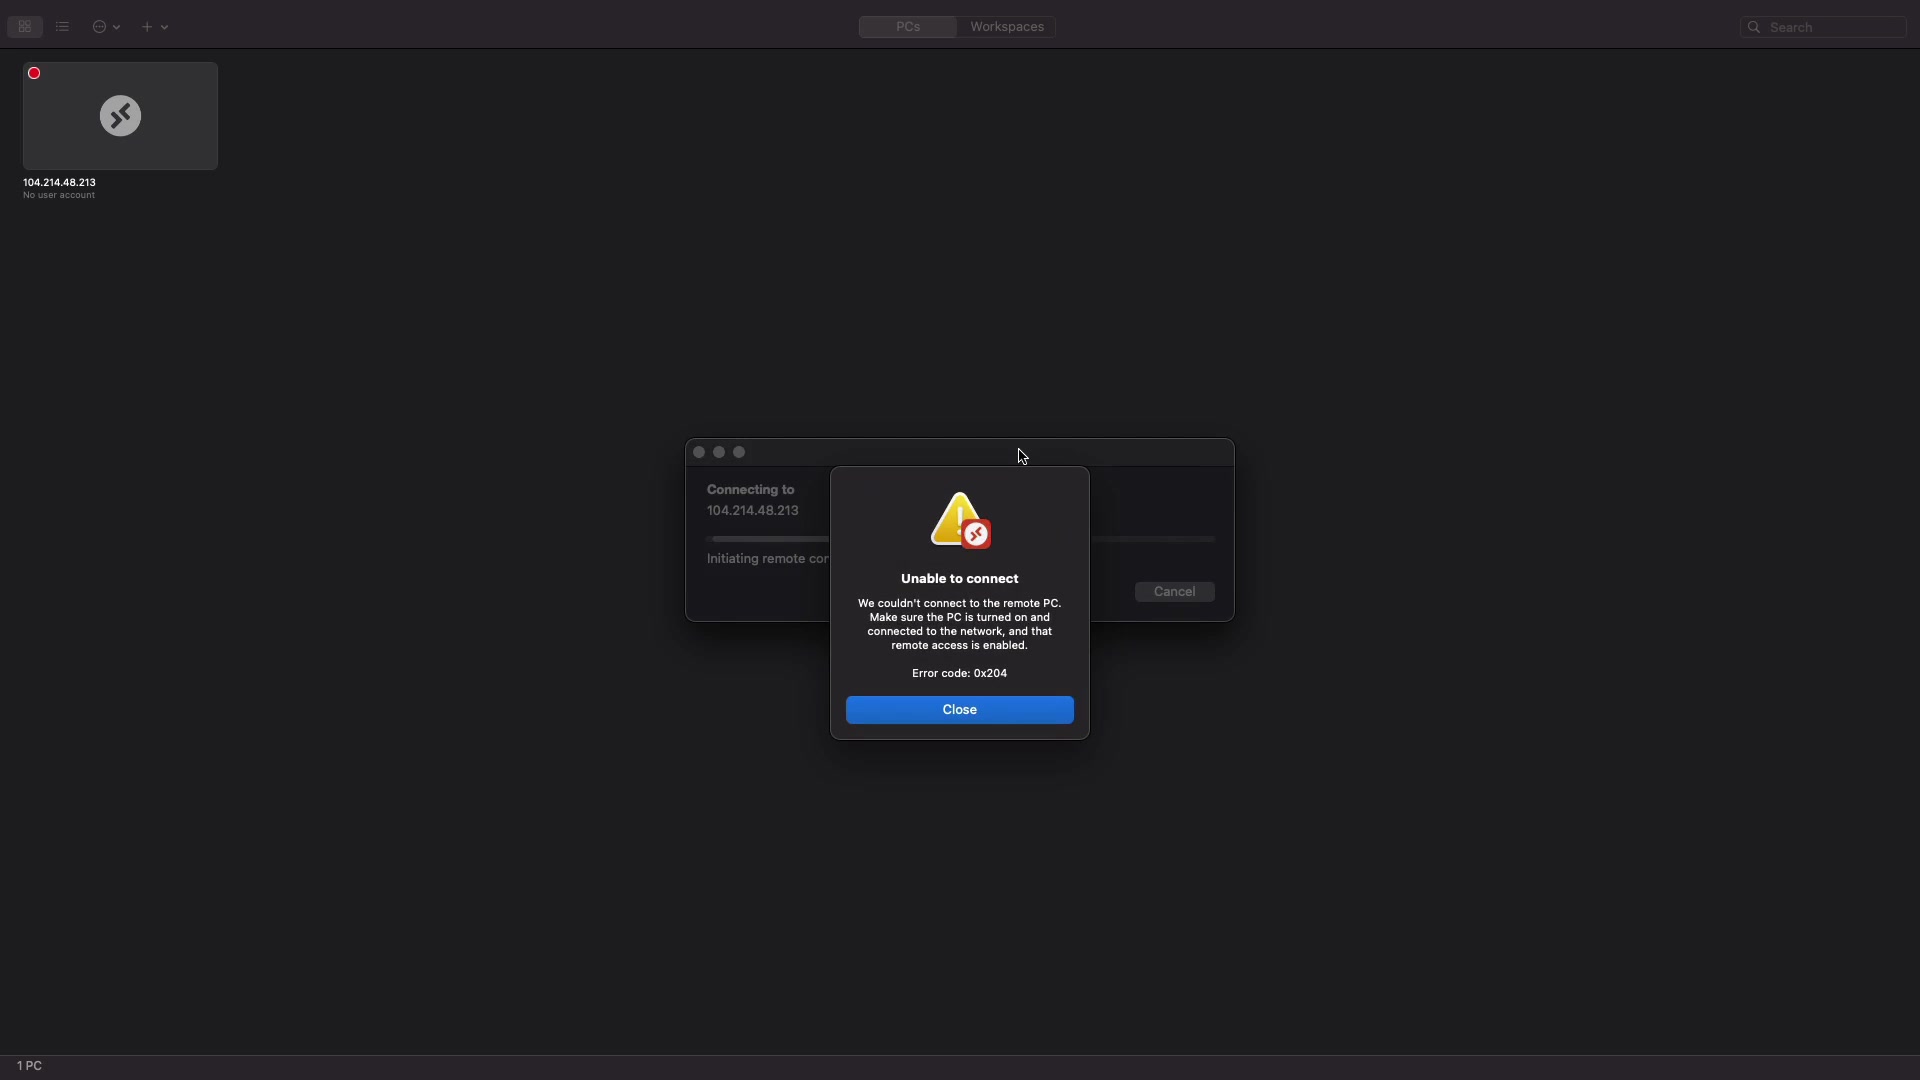 PCs
Workspaces
Search
104.214.48.213
No user account
Connecting to
104.214.48.213
Initiating remote cor
Cancel
Unable to connect
We couldn't connect to the remote PC.
Make sure the PC is turned on and
connected to the network, and that
remote access is enabled.
Error code: 0x204
Close
1 PC